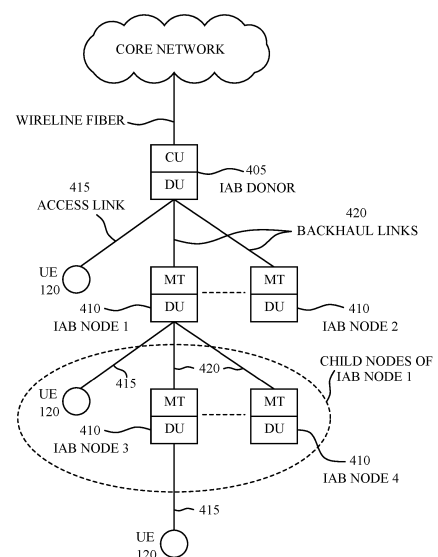 CORE NETWORK
WIRELINE FIBER
CU
DU
405
IAB DONOR
415
ACCESS LINK
420
BACKHAUL LINKS
UE
120
MT
DU
410
IAB NODE 1
MT
DU
410
IAB NODE 2
CHILD NODES OF
IAB NODE 1
415
420
UE
120
MT
DU
410
IAB NODE 3
MT
DU
410
IAB NODE 4
415
UE
120